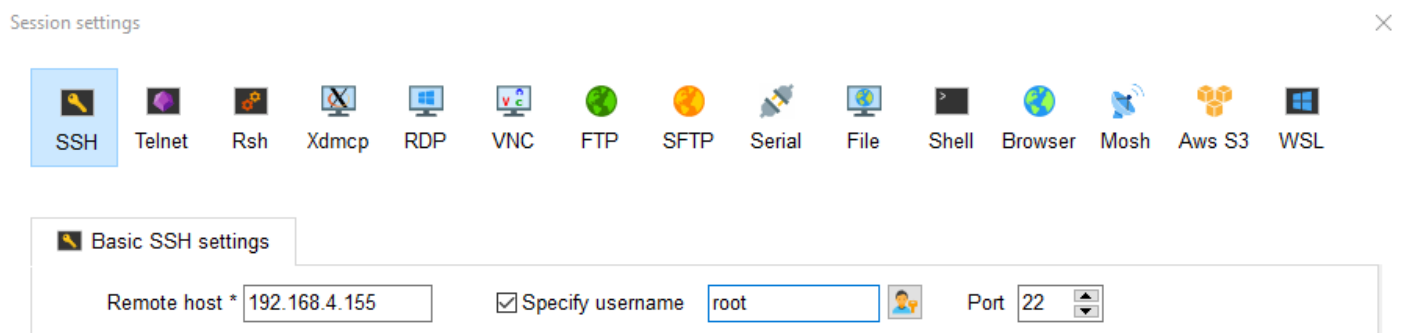 Session settings
SSH Telnet Rsh Xdmcp RDP VNC FTP SFTP Serial File Shell Browser Mosh Aws S3 WSL
Basic SSH settings
Remote host * 192.168.4.155 Specify username root Port 22